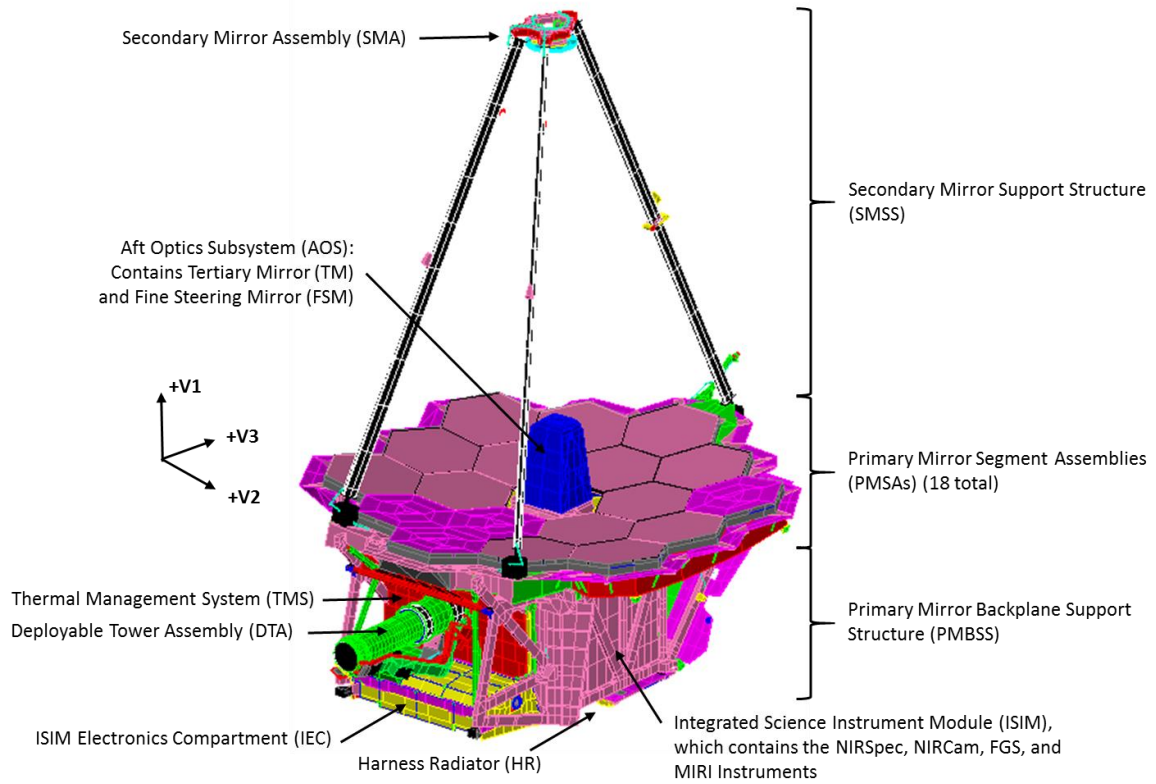 Secondary Mirror Assembly (SMA)
Secondary Mirror Support Structure
(SMSS)
Aft Optics Subsystem (AOS):
Contains Tertiary Mirror (TM)
and Fine Steering Mirror (FSM)
+V1
+V3
+V2
Primary Mirror Segment Assemblies
(PMSAs) (18 total)
Thermal Management System (TMS)
Deployable Tower Assembly (DTA)
Primary Mirror Backplane Support
Structure (PMBSS)
ISIM Electronics Compartment (IEC)
Harness Radiator (HR)
Integrated Science Instrument Module (ISIM),
which contains the NIRSpec, NIRCam, FGS, and
MIRI Instruments